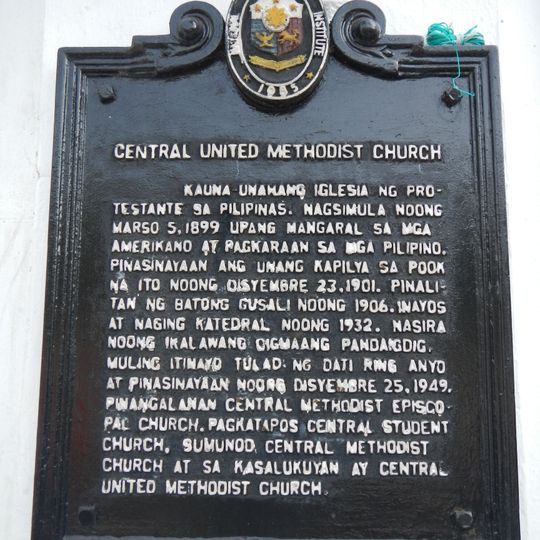 INSTITUTE
1985
CENTRAL UNITED METHODIST CHURCH
KAUNA-UNAHANG IGLESIA NG PRO-
TESTANTE SA PILIPINAS. NAGSIMULA NOONG
MARSO 5, 1899 UPANG MANGARAL SA MGA
AMERIKANO AT PAGKARAAN SA MGA PILIPINO.
PINASINAYAAN ANG UNANG KAPILYA SA POOK
NA ITO NOONG DISYEMBRE 23, 1901. PINALI-
TAN NG BATONG GUSALI NOONG 1906. INAYOS
AT NAGING KATEDRAL NOONG 1932. NASIRA
NOONG IKALAWANG DIGMAANG PANDAIGDIG.
MULING ITINAYO TULAD NG DATI RING ANYO
AT PINASINAYAAN NOONG DISYEMBRE 25, 1949.
PINANGALANAN CENTRAL METHODIST EPISCO-
PAL CHURCH. PAGKATAPOS CENTRAL STUDENT
CHURCH, SUMUNOD, CENTRAL METHODIST
CHURCH AT SA KASALUKUYAN AY CENTRAL
UNITED METHODIST CHURCH.